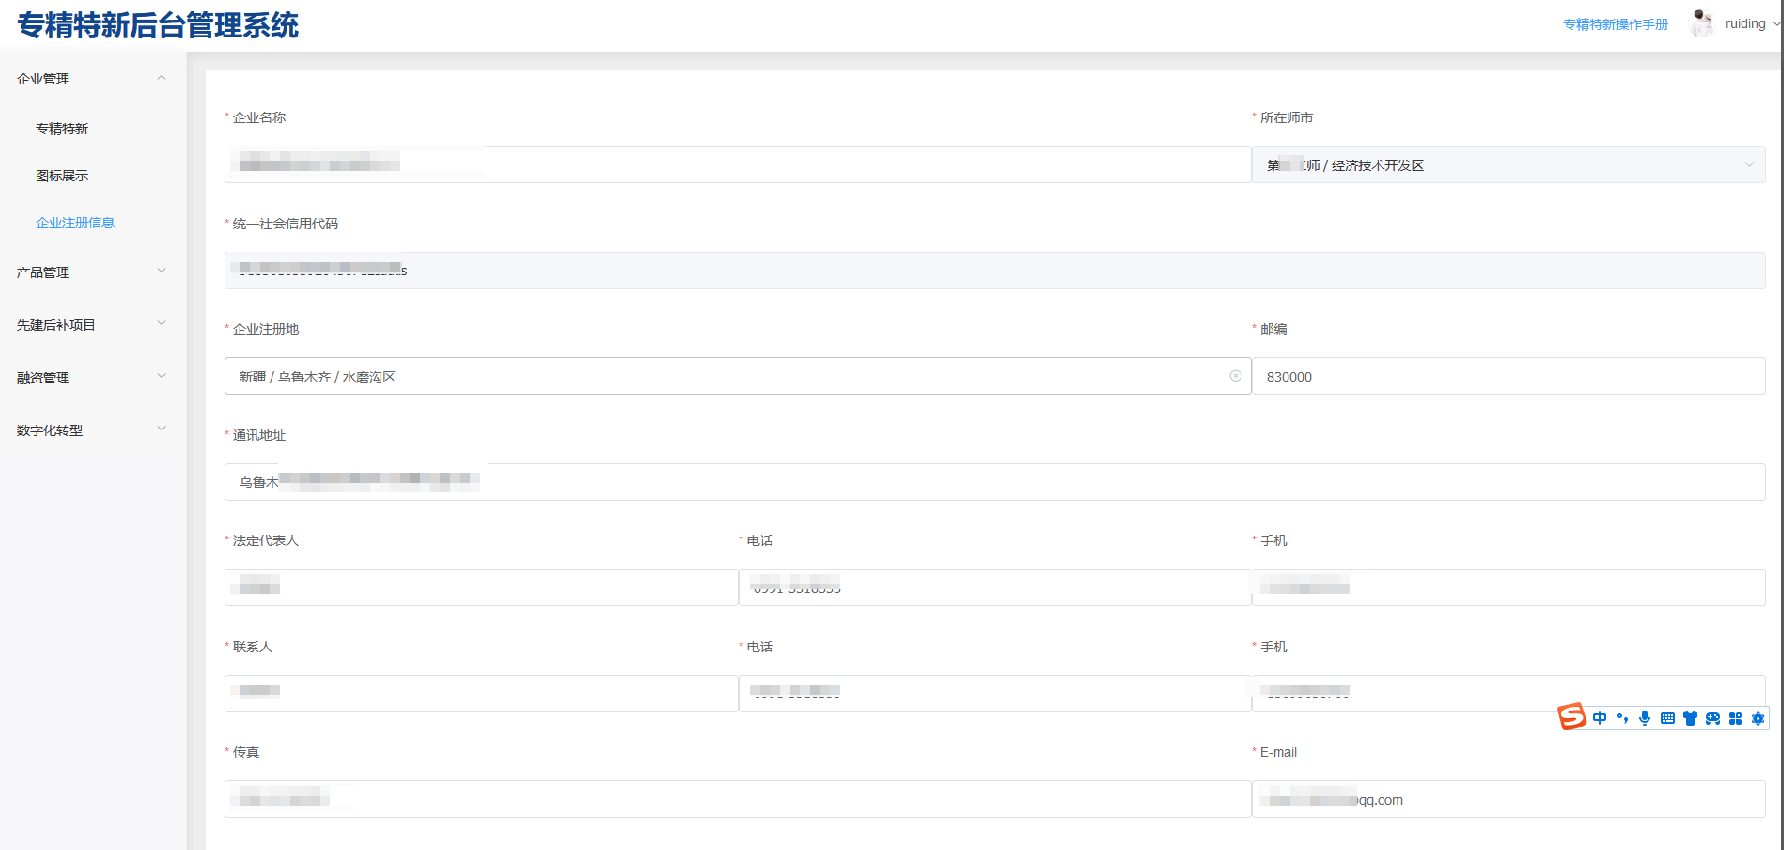 专精特新后台管理系统
专精特新操作手册
ruiding
企业管理
专精特新
图标展示
企业注册信息
产品管理
先建后补项目
融资管理
数字化转型
* 企业名称
* 所在师市
第 师 / 经济技术开发区
* 统一社会信用代码
* 企业注册地
* 邮编
新疆 / 乌鲁木齐 / 水磨沟区
830000
* 通讯地址
乌鲁木
* 法定代表人
* 电话
* 手机
* 联系人
* 电话
* 手机
中
* 传真
* E-mail
qq.com